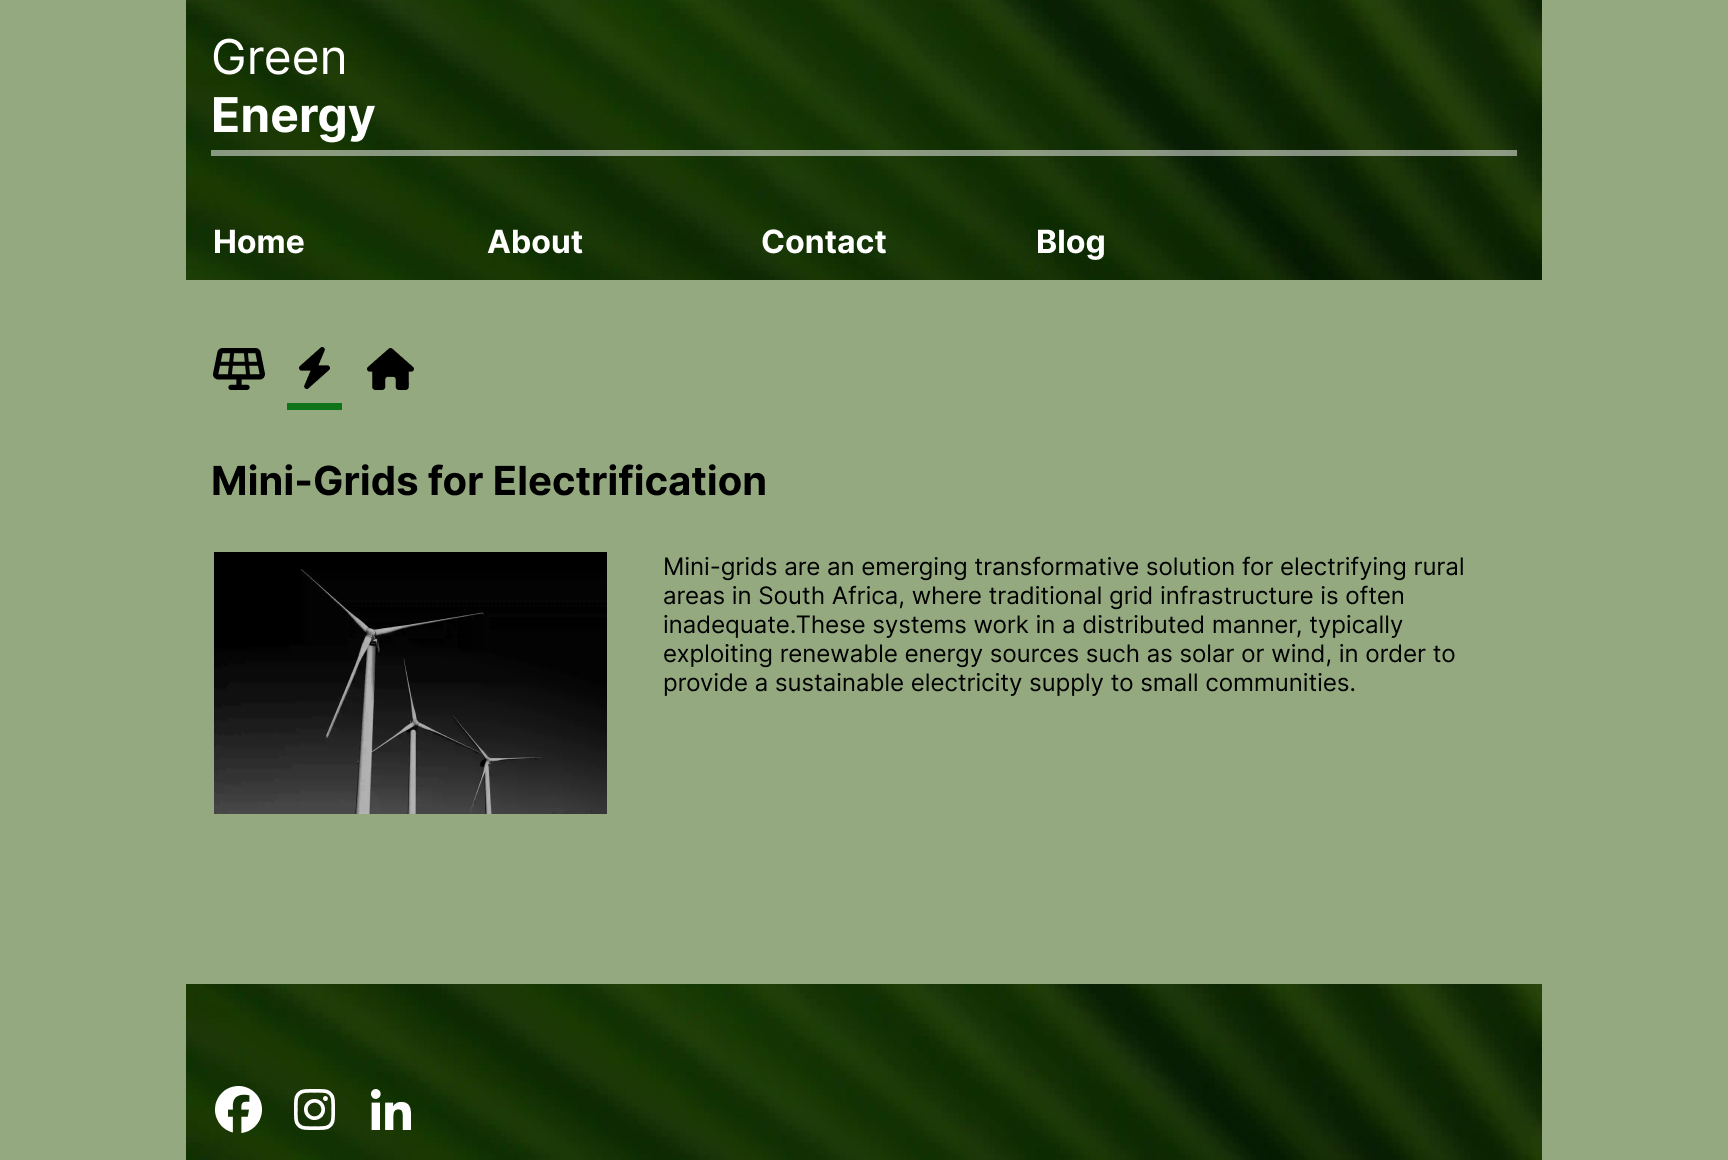 Green
Energy
Home About Contact Blog
Mini-Grids for Electrification
Mini-grids are an emerging transformative solution for electrifying rural
areas in South Africa, where traditional grid infrastructure is often
inadequate.These systems work in a distributed manner, typically
exploiting renewable energy sources such as solar or wind, in order to
provide a sustainable electricity supply to small communities.